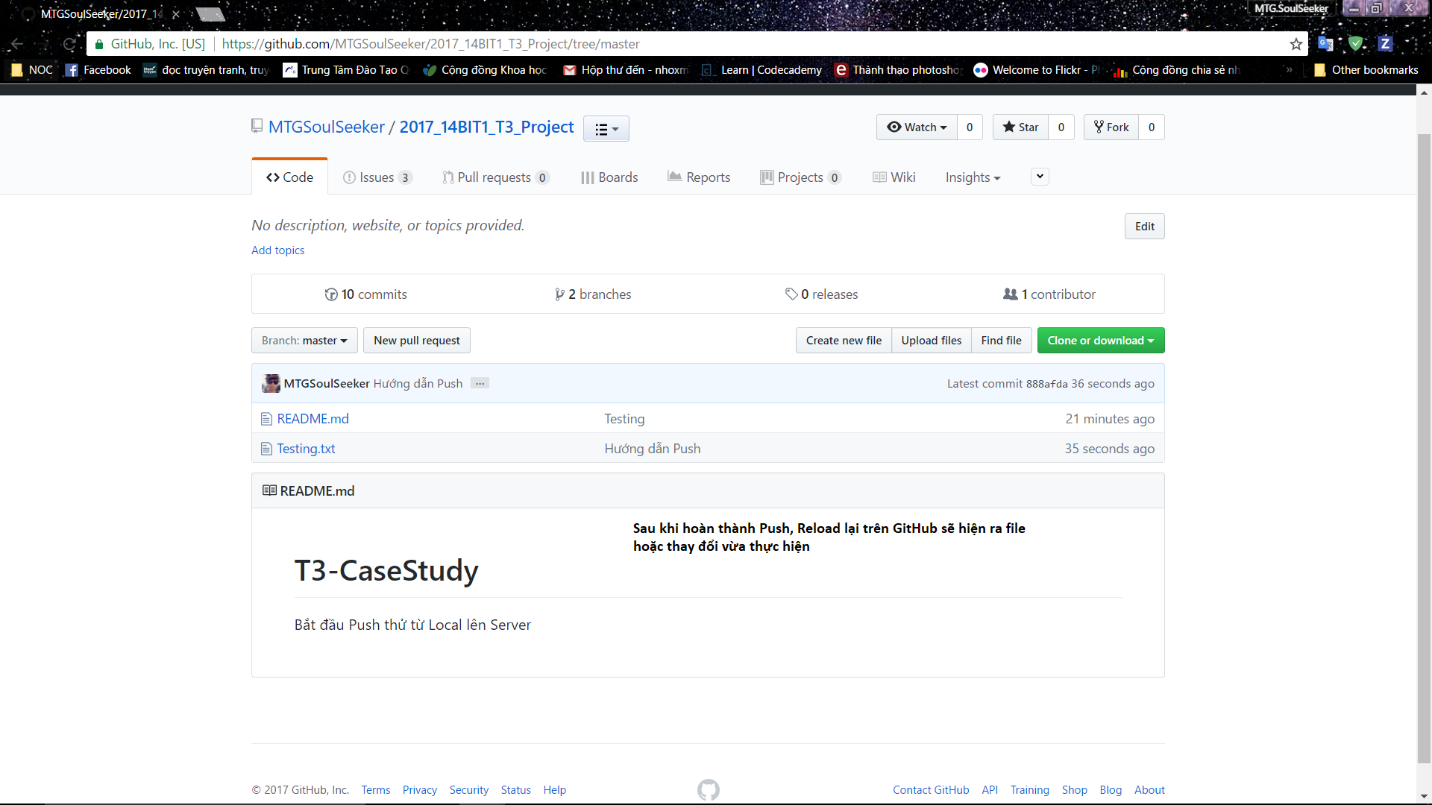 MTGSoulSeeker/2017_14
MTG.SoulSeeker
GitHub, Inc. [US]
https://github.com/MTGSoulSeeker/2017_14BIT1_T3_Project/tree/master
NOC
Facebook
đọc truyện tranh, truy
Trung Tâm Đào Tạo Q
Cộng đồng Khoa học
Hộp thư đến - nhoxm
Learn | Codecademy
Thành thạo photosho
Welcome to Flickr - Ph
Cộng đồng chia sẻ nh
»
Other bookmarks
MTGSoulSeeker / 2017_14BIT1_T3_Project
Watch 0
Star 0
Fork 0
Code
Issues 3
Pull requests 0
Boards
Reports
Projects 0
Wiki
Insights
No description, website, or topics provided.
Edit
Add topics
10 commits
2 branches
0 releases
1 contributor
Branch: master
New pull request
Create new file
Upload files
Find file
Clone or download
MTGSoulSeeker Hướng dẫn Push ...
Latest commit 888afda 36 seconds ago
README.md Testing 21 minutes ago
Testing.txt Hướng dẫn Push 35 seconds ago
README.md
Sau khi hoàn thành Push, Reload lại trên GitHub sẽ hiện ra file
hoặc thay đổi vừa thực hiện
T3-CaseStudy
Bắt đầu Push thử từ Local lên Server
© 2017 GitHub, Inc. Terms Privacy Security Status Help
Contact GitHub API Training Shop Blog About